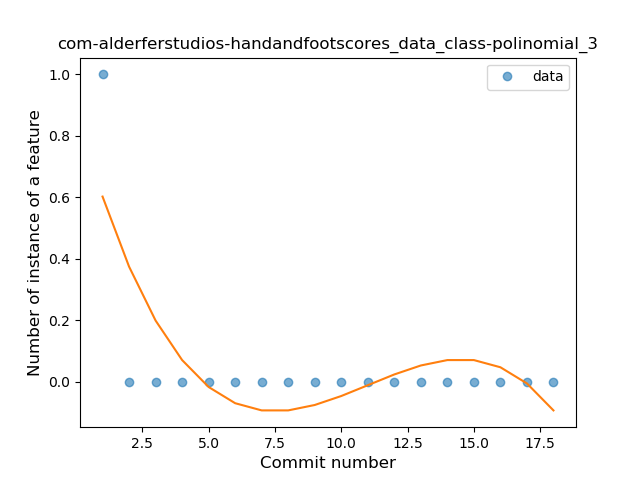 com-alderferstudios-handandfootscores_data_class-polinomial_3
data
Number of instance of a feature
1.0
0.8
0.6
0.4
0.2
0.0
2.5 5.0 7.5 10.0 12.5 15.0 17.5
Commit number